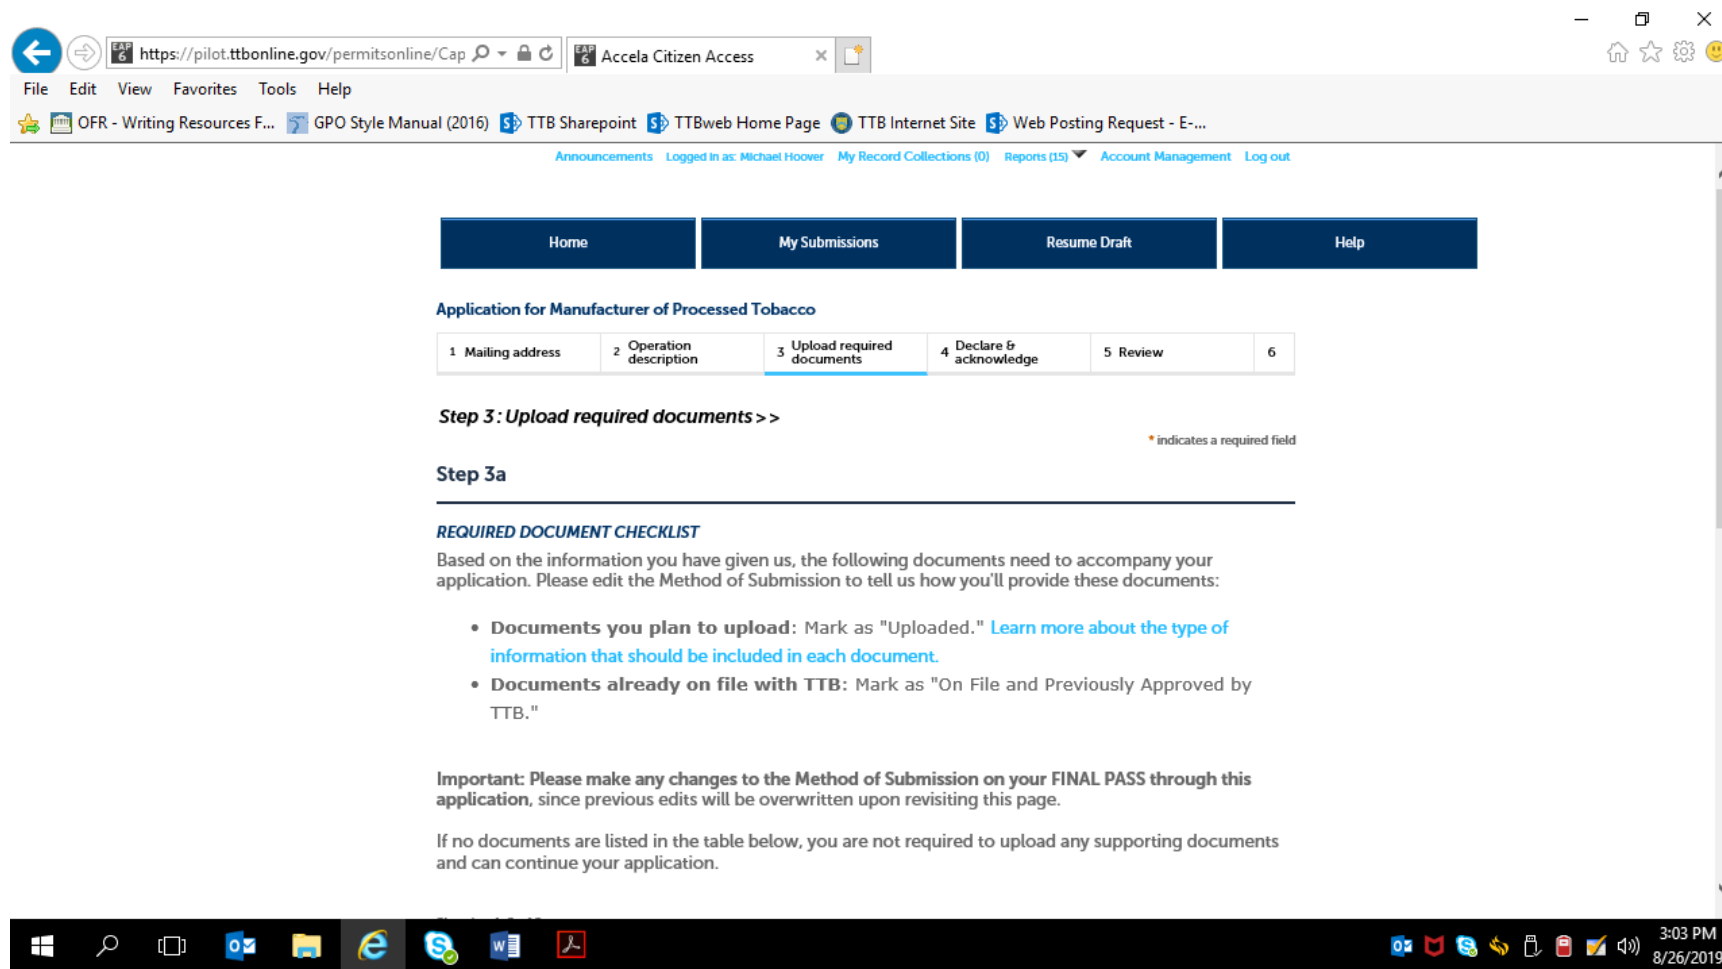 https://pilot.ttbonline.gov/permitsonline/Cap
EAP 6 Accela Citizen Access
File Edit View Favorites Tools Help
OFR - Writing Resources F... GPO Style Manual (2016) TTB Sharepoint TTBweb Home Page TTB Internet Site Web Posting Request - E-...
Announcements Logged in as: Michael Hoover My Record Collections (0) Reports (15) Account Management Log out
Home My Submissions Resume Draft Help
Application for Manufacturer of Processed Tobacco
1 Mailing address 2 Operation description 3 Upload required documents 4 Declare & acknowledge 5 Review 6
Step 3: Upload required documents>>
* indicates a required field
Step 3a
REQUIRED DOCUMENT CHECKLIST
Based on the information you have given us, the following documents need to accompany your
application. Please edit the Method of Submission to tell us how you'll provide these documents:
• Documents you plan to upload: Mark as "Uploaded." Learn more about the type of
information that should be included in each document.
• Documents already on file with TTB: Mark as "On File and Previously Approved by
TTB."
Important: Please make any changes to the Method of Submission on your FINAL PASS through this
application, since previous edits will be overwritten upon revisiting this page.
If no documents are listed in the table below, you are not required to upload any supporting documents
and can continue your application.
3:03 PM
8/26/2019